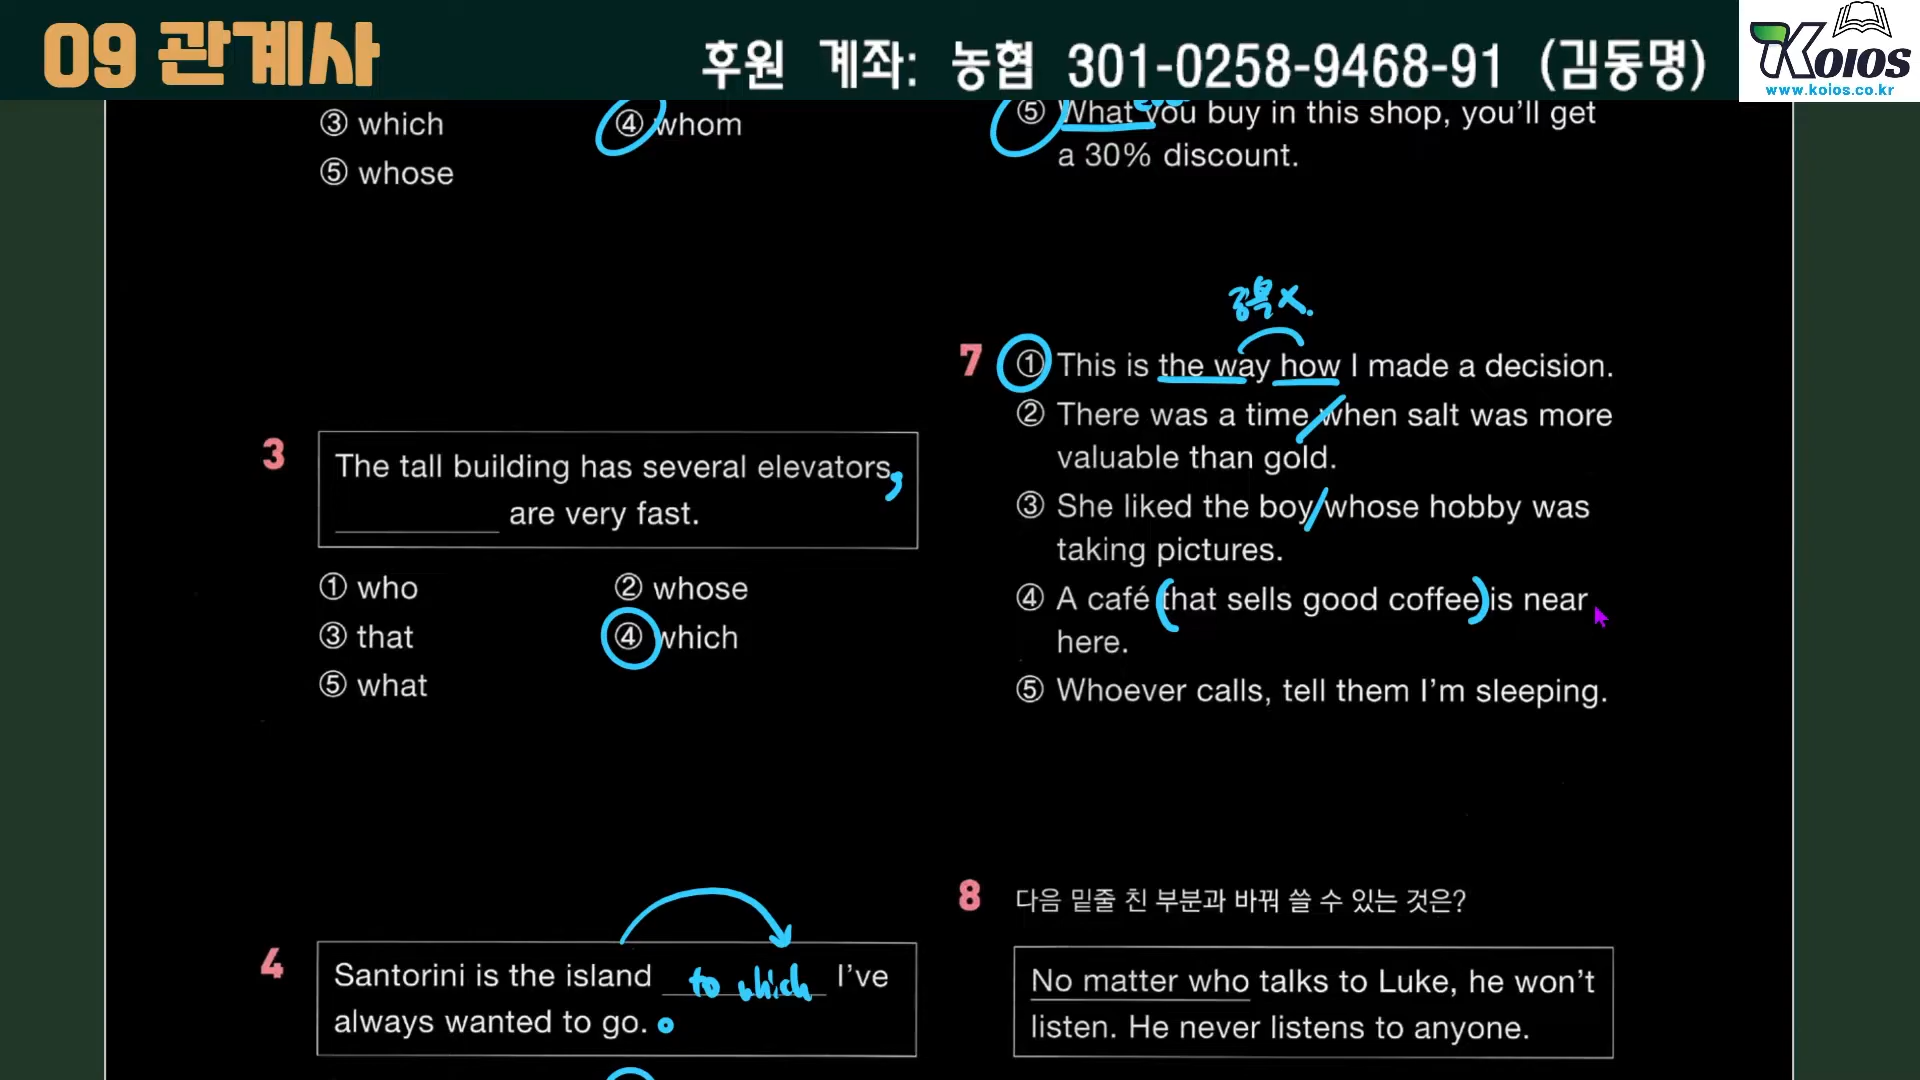 09 관계사
후원 계좌: 농협 301-0258-9468-91 (김동명)
KOIOS
www.koios.co.kr
③ which ④ whom
⑤ whose
3
The tall building has several elevators,
__________ are very fast.
① who ② whose
③ that ④ which
⑤ what
4
Santorini is the island to which I've
always wanted to go.
⑤ What you buy in this shop, you'll get
a 30% discount.
중복 X.
7
① This is the way how I made a decision.
② There was a time when salt was more
valuable than gold.
③ She liked the boy whose hobby was
taking pictures.
④ A café (that sells good coffee) is near
here.
⑤ Whoever calls, tell them I'm sleeping.
8 다음 밑줄 친 부분과 바꿔 쓸 수 있는 것은?
No matter who talks to Luke, he won't
listen. He never listens to anyone.